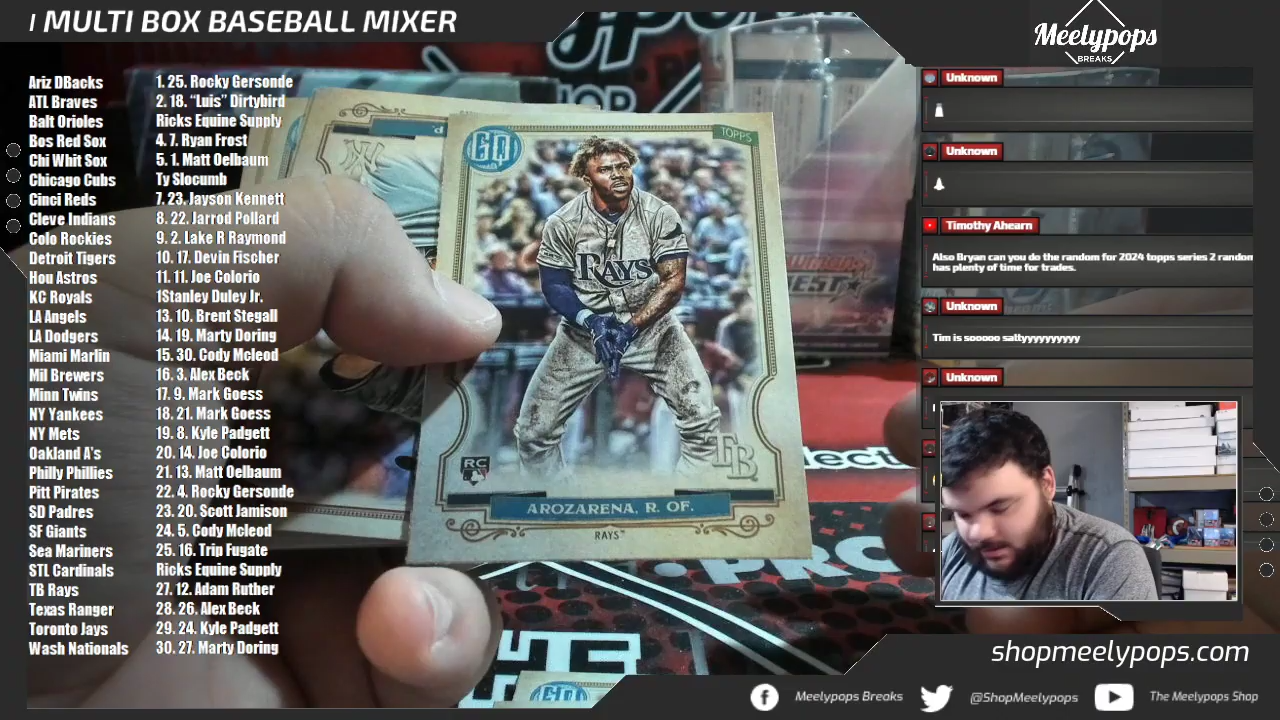 MULTI BOX BASEBALL MIXER
Meelypops
BREAKS
Ariz DBacks 1. 25. Rocky Gersonde
ATL Braves 2. 18. "Luis" Dirtybird
Balt Orioles Ricks Equine Supply
Bos Red Sox 4. 7. Ryan Frost
Chi Whit Sox 5. 1. Matt Oelbaum
Chicago Cubs Ty Slocumb
Cinci Reds 7. 23. Jayson Kennett
Cleve Indians 8. 22. Jarrod Pollard
Colo Rockies 9. 2. Lake R Raymond
Detroit Tigers 10. 17. Devin Fischer
Hou Astros 11. 11. Joe Colorio
KC Royals 1Stanley Duley Jr.
LA Angels 13. 10. Brent Stegall
LA Dodgers 14. 19. Marty Doring
Miami Marlin 15. 30. Cody Mcleod
Mil Brewers 16. 3. Alex Beck
Minn Twins 17. 9. Mark Goess
NY Yankees 18. 21. Mark Goess
NY Mets 19. 8. Kyle Padgett
Oakland A's 20. 14. Joe Colorio
Philly Phillies 21. 13. Matt Oelbaum
Pitt Pirates 22. 4. Rocky Gersonde
SD Padres 23. 20. Scott Jamison
SF Giants 24. 5. Cody Mcleod
Sea Mariners 25. 16. Trip Fugate
STL Cardinals Ricks Equine Supply
TB Rays 27. 12. Adam Ruther
Texas Ranger 28. 26. Alex Beck
Toronto Jays 29. 24. Kyle Padgett
Wash Nationals 30. 27. Marty Doring
GQ
TOPPS
RAYS
TB
RC
AROZARENA, R. OF.
RAYS™
Unknown
Unknown
Timothy Ahearn
Also Bryan can you do the random for 2024 topps series 2 random
has plenty of time for trades.
Unknown
Tim is sooooo saltyyyyyyyyyy
Unknown
shopmeelypops.com
Meelypops Breaks
@ShopMeelypops
The Meelypops Shop